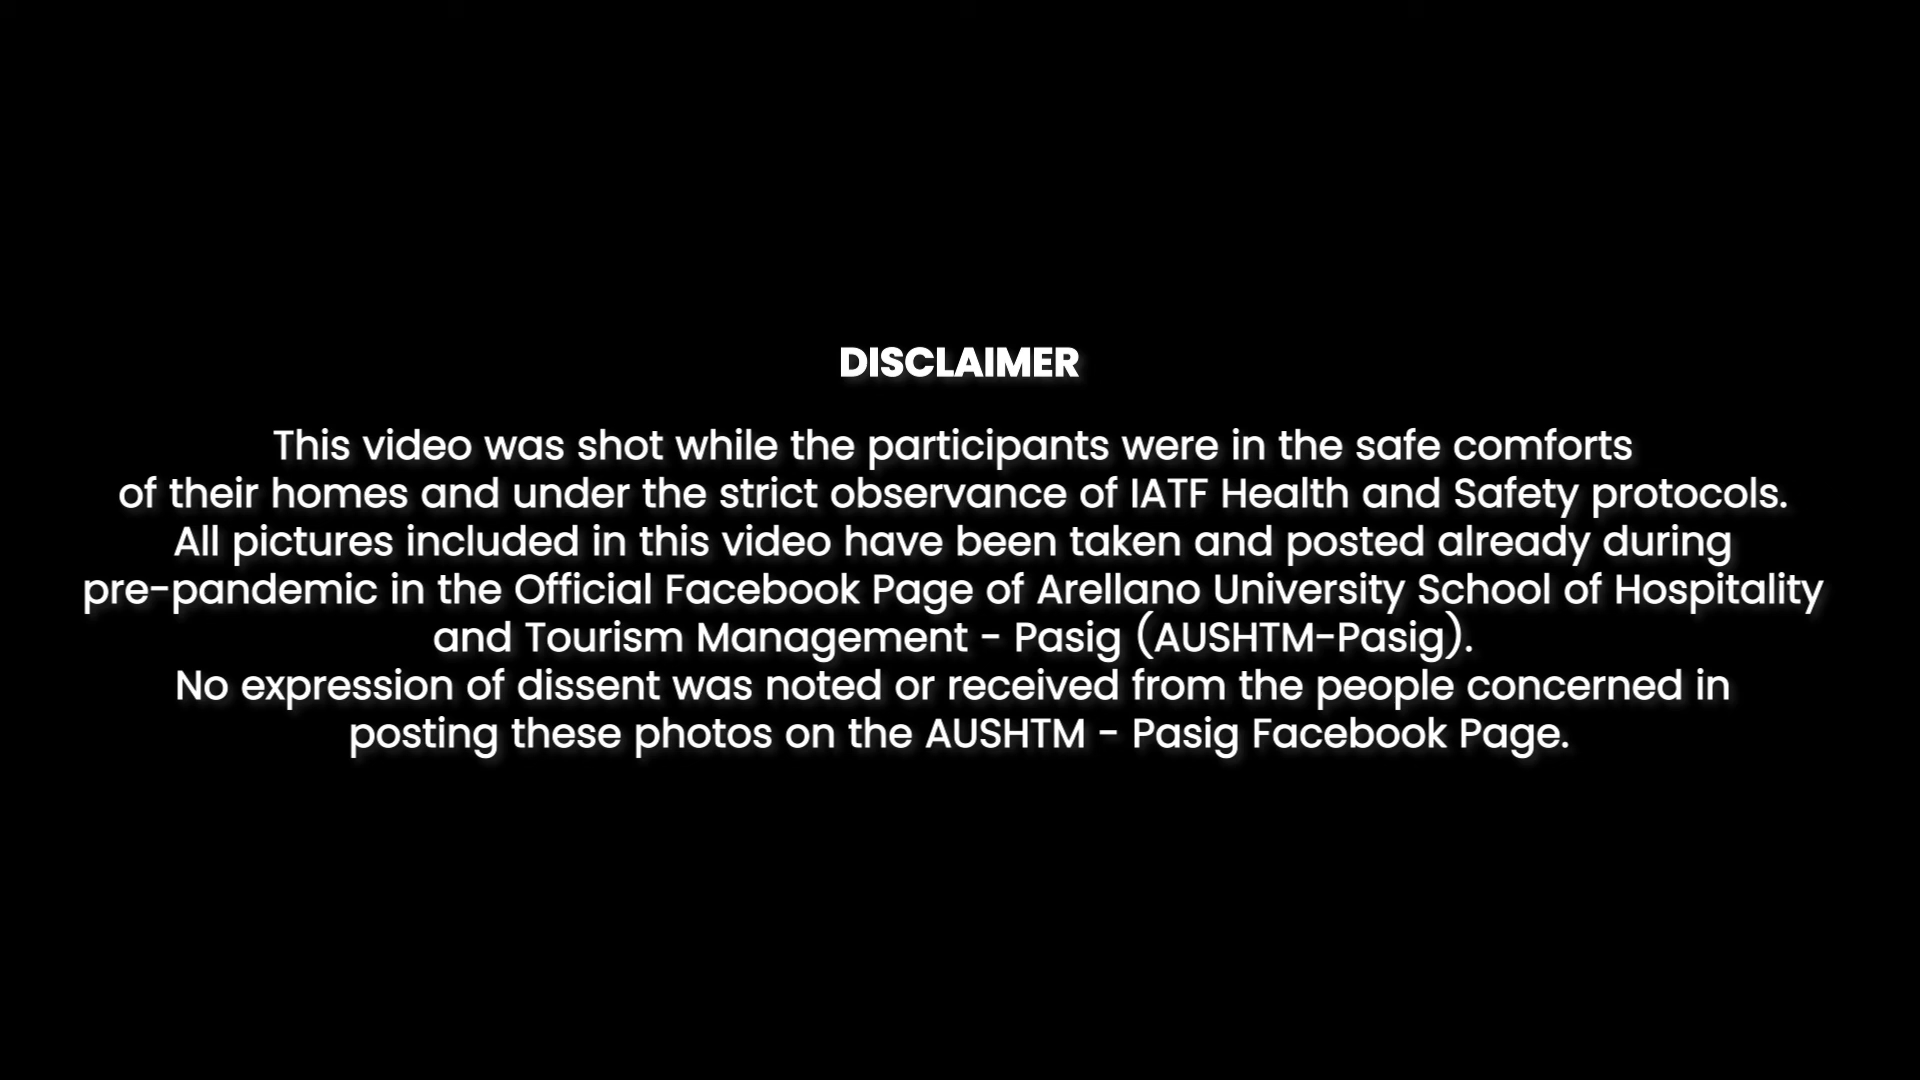 DISCLAIMER
This video was shot while the participants were in the safe comforts
of their homes and under the strict observance of IATF Health and Safety protocols.
All pictures included in this video have been taken and posted already during
pre-pandemic in the Official Facebook Page of Arellano University School of Hospitality
and Tourism Management - Pasig (AUSHTM-Pasig).
No expression of dissent was noted or received from the people concerned in
posting these photos on the AUSHTM - Pasig Facebook Page.